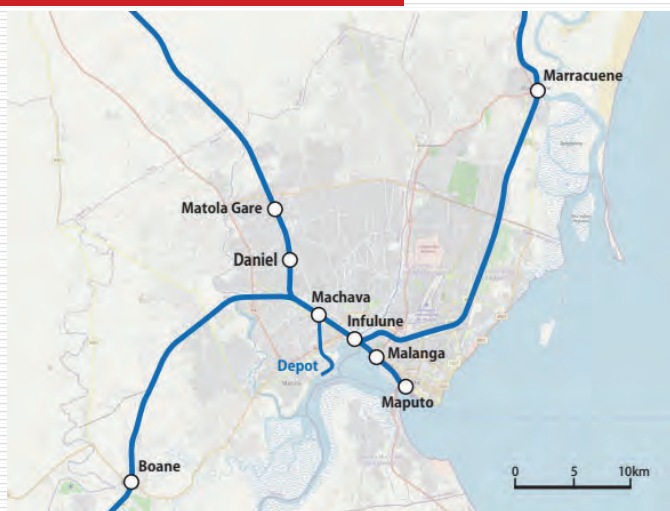 Marracuene
Matola Gare
Daniel
Machava
Infulune
Malanga
Depot
Maputo
Boane
0 5 10km